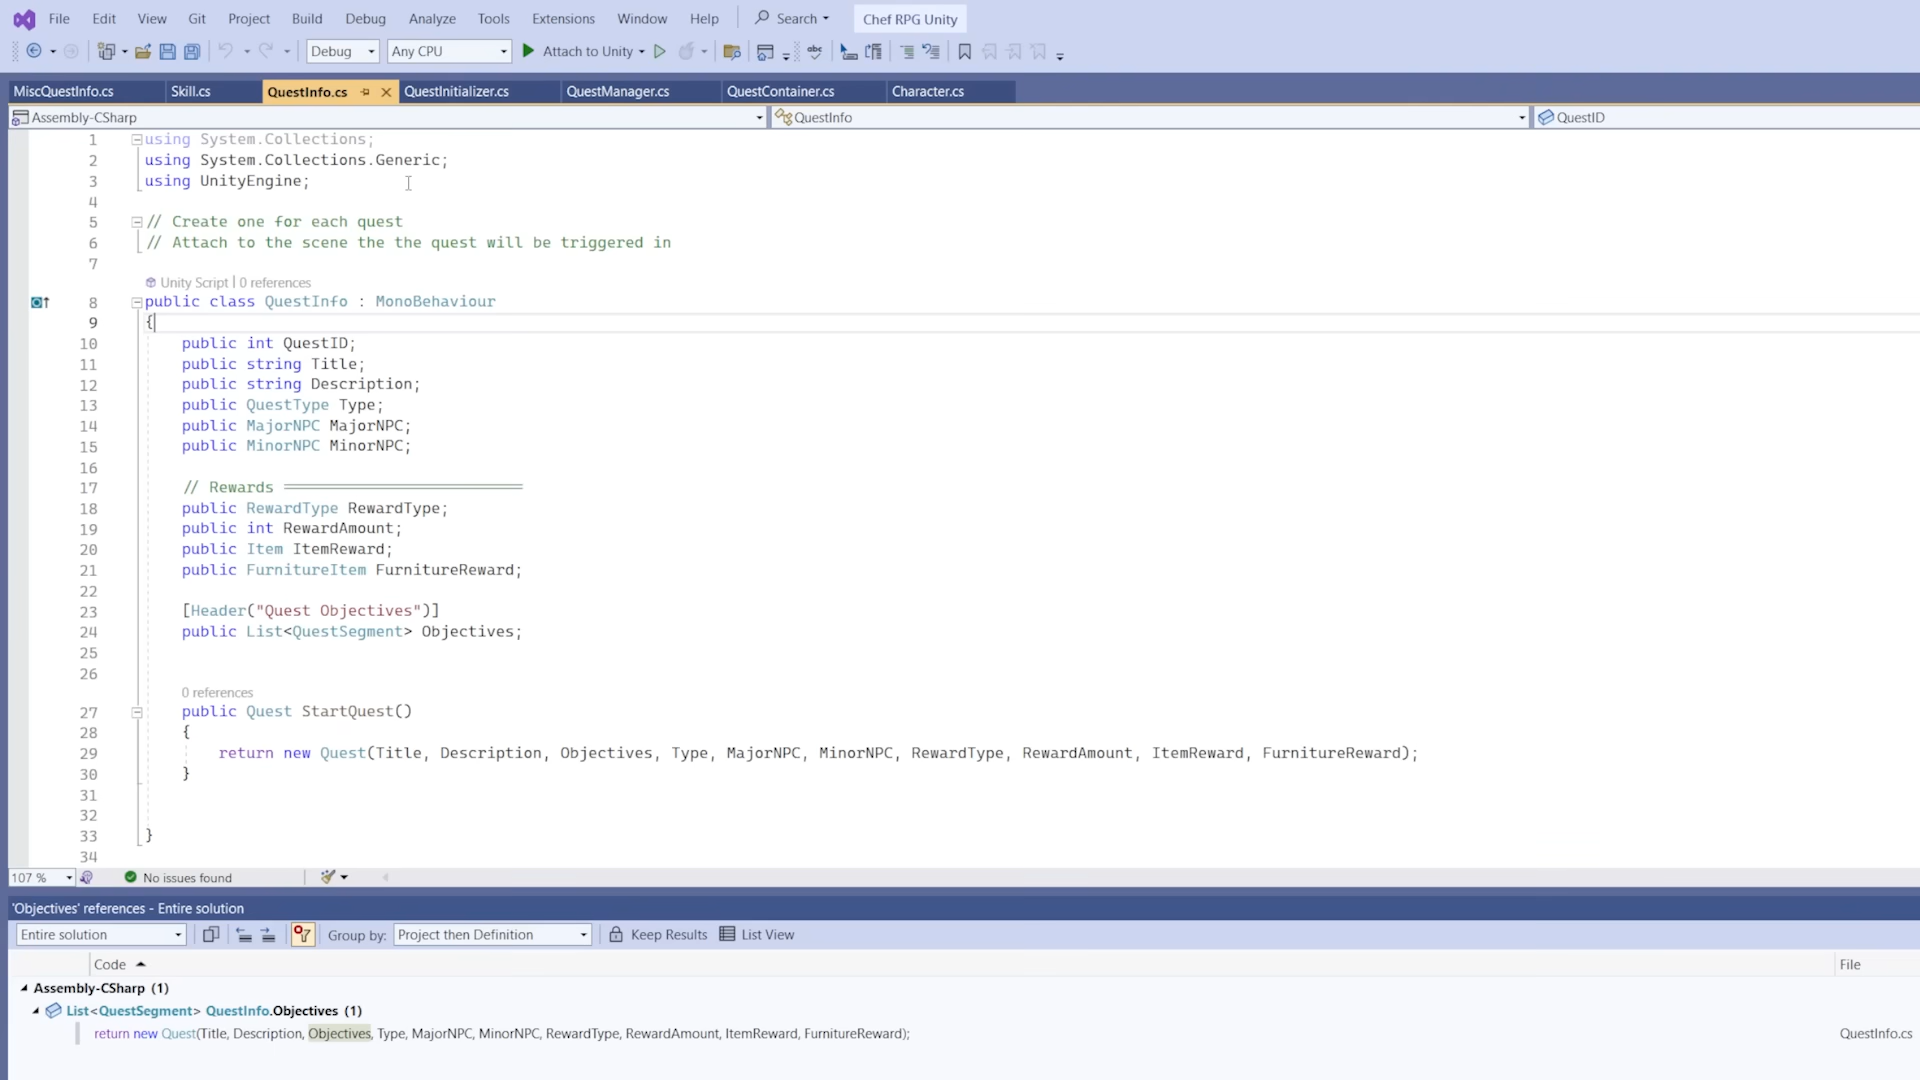 File Edit View Git Project Build Debug Analyze Tools Extensions Window Help Search Chef RPG Unity
Debug Any CPU Attach to Unity
MiscQuestInfo.cs Skill.cs QuestInfo.cs QuestInitializer.cs QuestManager.cs QuestContainer.cs Character.cs
Assembly-CSharp QuestInfo QuestID
1 using System.Collections;
2 using System.Collections.Generic;
3 using UnityEngine;
4
5 // Create one for each quest
6 // Attach to the scene the the quest will be triggered in
7
Unity Script | 0 references
8 public class QuestInfo : MonoBehaviour
9 {
10 public int QuestID;
11 public string Title;
12 public string Description;
13 public QuestType Type;
14 public MajorNPC MajorNPC;
15 public MinorNPC MinorNPC;
16
17 // Rewards ==========================
18 public RewardType RewardType;
19 public int RewardAmount;
20 public Item ItemReward;
21 public FurnitureItem FurnitureReward;
22
23 [Header("Quest Objectives")]
24 public List<QuestSegment> Objectives;
25
26
0 references
27 public Quest StartQuest()
28 {
29 return new Quest(Title, Description, Objectives, Type, MajorNPC, MinorNPC, RewardType, RewardAmount, ItemReward, FurnitureReward);
30 }
31
32
33 }
34
107 % No issues found
'Objectives' references - Entire solution
Entire solution Group by: Project then Definition Keep Results List View
Code File
Assembly-CSharp (1)
List<QuestSegment> QuestInfo.Objectives (1)
return new Quest(Title, Description, Objectives, Type, MajorNPC, MinorNPC, RewardType, RewardAmount, ItemReward, FurnitureReward); QuestInfo.cs